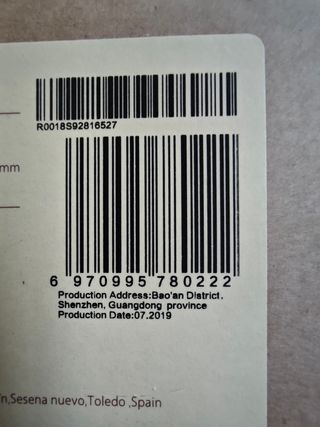 R0018S92816527
mm
6 970995 780222
Production Address:Bao'an District.
Shenzhen, Guangdong province
Production Date:07.2019
n,Sesena nuevo,Toledo ,Spain